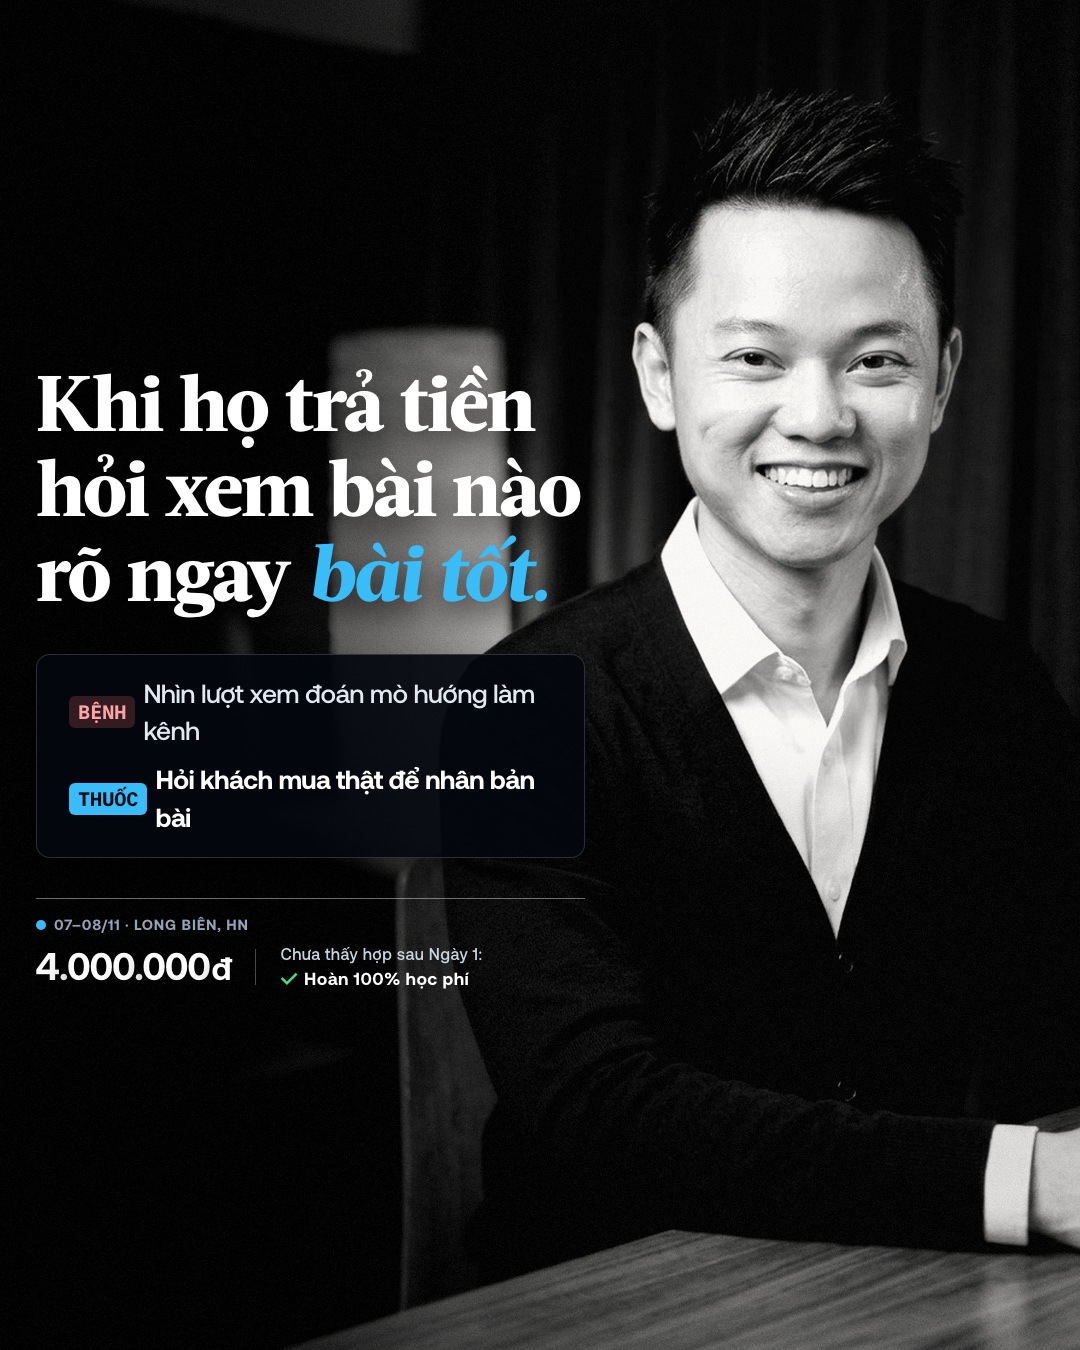 Khi họ trả tiền
hỏi xem bài nào
rõ ngay bài tốt.
BỆNH Nhìn lượt xem đoán mò hướng làm
kênh
THUỐC Hỏi khách mua thật để nhân bản
bài
07–08/11 · LONG BIÊN, HN
4.000.000đ
Chưa thấy hợp sau Ngày 1:
✓ Hoàn 100% học phí